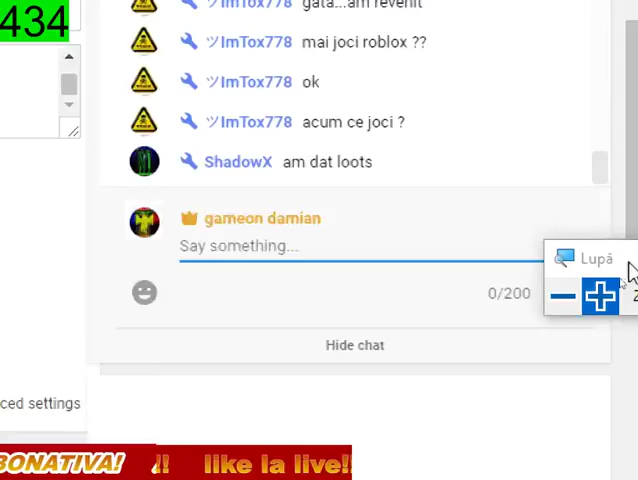 434
ツImTox778 gata...am revenit
ツImTox778 mai joci roblox ??
ツImTox778 ok
ツImTox778 acum ce joci ?
ShadowX am dat loots
gameon damian
Say something...
Lupă
0/200
Hide chat
ced settings
BONATIVA! !! like la live!!